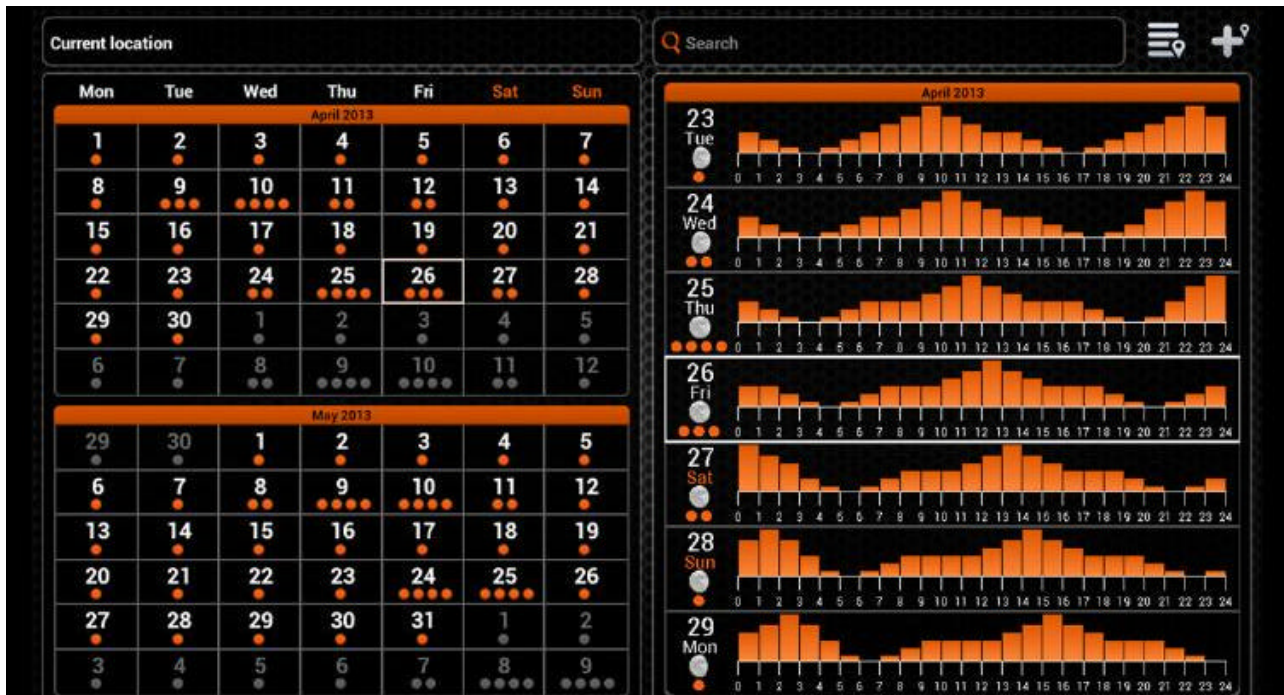 Current location
Search
Mon Tue Wed Thu Fri Sat Sun
April 2013
1 2 3 4 5 6 7
8 9 10 11 12 13 14
15 16 17 18 19 20 21
22 23 24 25 26 27 28
29 30 1 2 3 4 5
6 7 8 9 10 11 12
May 2013
29 30 1 2 3 4 5
6 7 8 9 10 11 12
13 14 15 16 17 18 19
20 21 22 23 24 25 26
27 28 29 30 31 1 2
3 4 5 6 7 8 9
April 2013
23
Tue
0 1 2 3 4 5 6 7 8 9 10 11 12 13 14 15 16 17 18 19 20 21 22 23 24
24
Wed
0 1 2 3 4 5 6 7 8 9 10 11 12 13 14 15 16 17 18 19 20 21 22 23 24
25
Thu
0 1 2 3 4 5 6 7 8 9 10 11 12 13 14 15 16 17 18 19 20 21 22 23 24
26
Fri
0 1 2 3 4 5 6 7 8 9 10 11 12 13 14 15 16 17 18 19 20 21 22 23 24
27
Sat
0 1 2 3 4 5 6 7 8 9 10 11 12 13 14 15 16 17 18 19 20 21 22 23 24
28
Sun
0 1 2 3 4 5 6 7 8 9 10 11 12 13 14 15 16 17 18 19 20 21 22 23 24
29
Mon
0 1 2 3 4 5 6 7 8 9 10 11 12 13 14 15 16 17 18 19 20 21 22 23 24